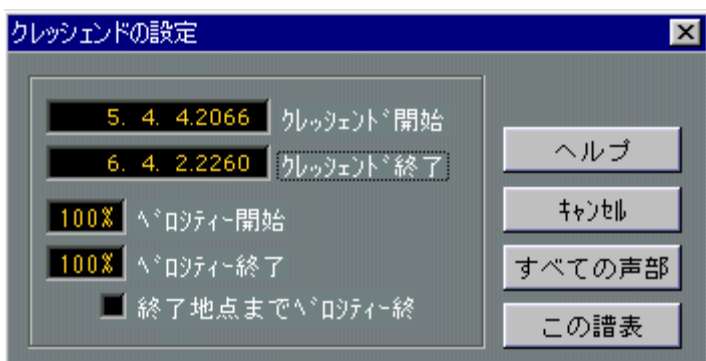 クレッシェンドの設定
5. 4. 4.2066 クレッシェンド開始
6. 4. 2.2260 クレッシェンド終了
100% ベロシティー開始
100% ベロシティー終了
終了地点までベロシティー終
ヘルプ
キャンセル
すべての声部
この譜表